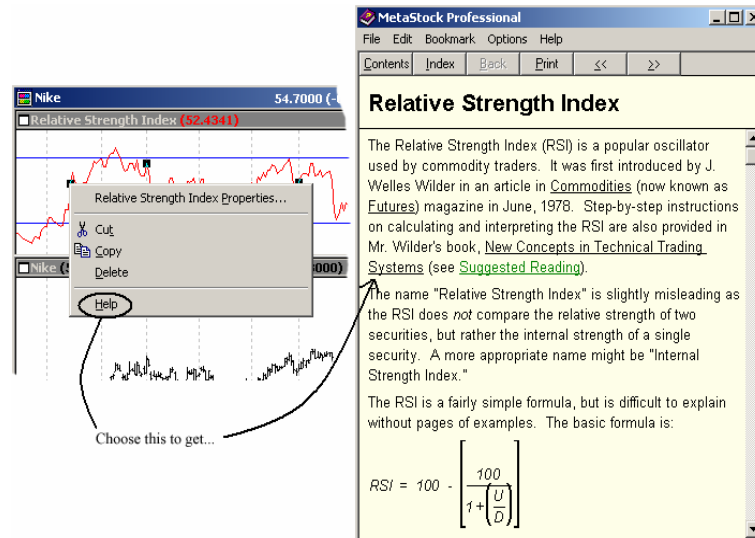 Nike 54.7000 (-
Relative Strength Index (52.4341)
Relative Strength Index Properties...
Cut
Copy
Delete
Help
Nike (5 000)
Choose this to get...
MetaStock Professional
File Edit Bookmark Options Help
Contents Index Back Print << >>
Relative Strength Index
The Relative Strength Index (RSI) is a popular oscillator
used by commodity traders. It was first introduced by J.
Welles Wilder in an article in Commodities (now known as
Futures) magazine in June, 1978. Step-by-step instructions
on calculating and interpreting the RSI are also provided in
Mr. Wilder's book, New Concepts in Technical Trading
Systems (see Suggested Reading).
The name "Relative Strength Index" is slightly misleading as
the RSI does not compare the relative strength of two
securities, but rather the internal strength of a single
security. A more appropriate name might be "Internal
Strength Index."
The RSI is a fairly simple formula, but is difficult to explain
without pages of examples. The basic formula is:
RSI = 100 - [100 / (1 + (U / D))]